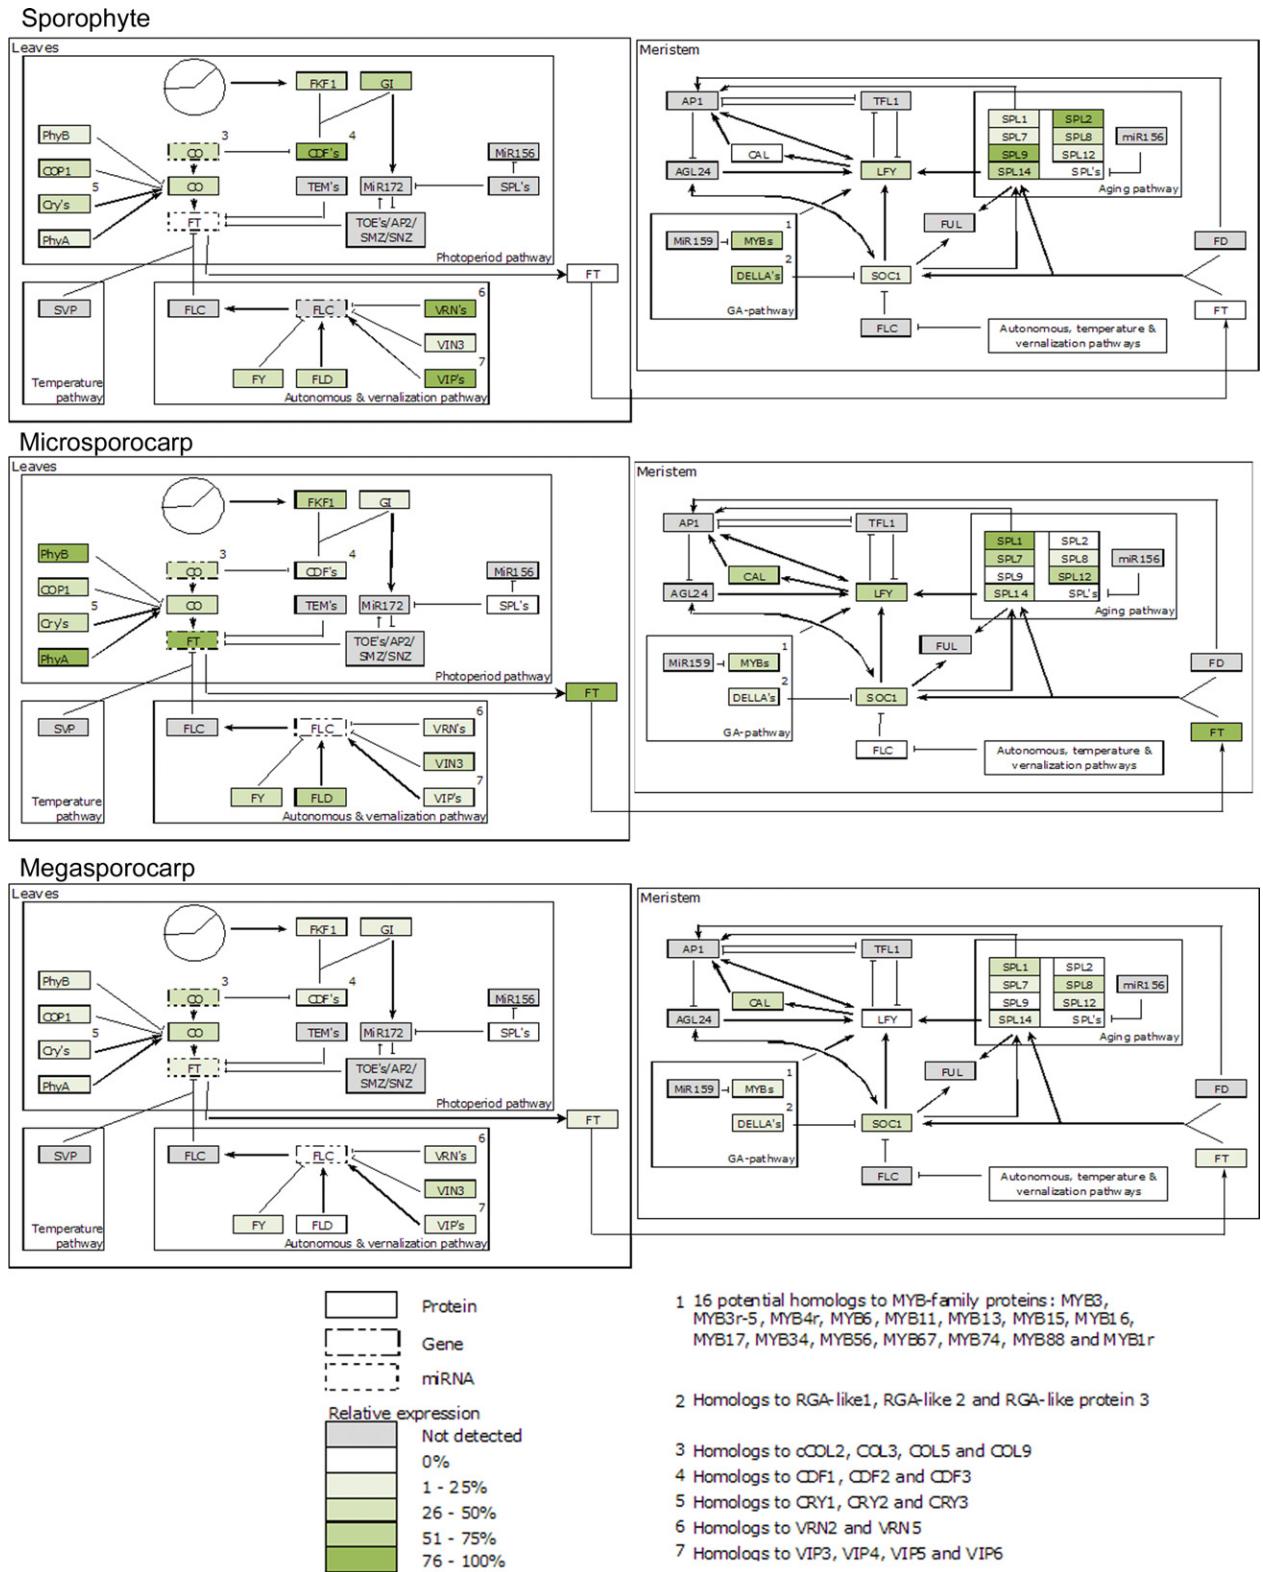 Sporophyte
Leaves
FKF1
GI
PhyB
3
4
CO
CDF's
MiR156
COP1
5
CO
TEM's
MiR172
SPL's
Cry's
FT
TOE's/AP2/
SMZ/SNZ
PhyA
Photoperiod pathway
FT
SVP
FLC
FLC
6
VRN's
VIN3
7
FY
FLD
VIP's
Temperature
pathway
Autonomous & vernalization pathway
Meristem
AP1
TFL1
SPL1
SPL2
SPL7
SPL8
miR156
CAL
SPL9
SPL12
AGL24
LFY
SPL14
SPL's
Aging pathway
1
MiR159
MYBs
FUL
FD
2
DELLA's
SOC1
GA-pathway
FT
FLC
Autonomous, temperature &
vernalization pathways
Microsporocarp
Leaves
FKF1
GI
PhyB
3
4
CO
CDF's
MiR156
COP1
5
CO
TEM's
MiR172
SPL's
Cry's
FT
TOE's/AP2/
SMZ/SNZ
PhyA
Photoperiod pathway
FT
SVP
FLC
FLC
6
VRN's
VIN3
7
FY
FLD
VIP's
Temperature
pathway
Autonomous & vernalization pathway
Meristem
AP1
TFL1
SPL1
SPL2
SPL7
SPL8
miR156
CAL
SPL9
SPL12
AGL24
LFY
SPL14
SPL's
Aging pathway
1
MiR159
MYBs
FUL
FD
2
DELLA's
SOC1
GA-pathway
FT
FLC
Autonomous, temperature &
vernalization pathways
Megasporocarp
Leaves
FKF1
GI
PhyB
3
4
CO
CDF's
MiR156
COP1
5
CO
TEM's
MiR172
SPL's
Cry's
FT
TOE's/AP2/
SMZ/SNZ
PhyA
Photoperiod pathway
FT
SVP
FLC
FLC
6
VRN's
VIN3
7
FY
FLD
VIP's
Temperature
pathway
Autonomous & vernalization pathway
Meristem
AP1
TFL1
SPL1
SPL2
SPL7
SPL8
miR156
CAL
SPL9
SPL12
AGL24
LFY
SPL14
SPL's
Aging pathway
1
MiR159
MYBs
FUL
FD
2
DELLA's
SOC1
GA-pathway
FT
FLC
Autonomous, temperature &
vernalization pathways
Protein
Gene
miRNA
Relative expression
Not detected
0%
1 - 25%
26 - 50%
51 - 75%
76 - 100%
1 16 potential homologs to MYB-family proteins: MYB3,
MYB3r-5, MYB4r, MYB6, MYB11, MYB13, MYB15, MYB16,
MYB17, MYB34, MYB56, MYB67, MYB74, MYB88 and MYB1r
2 Homologs to RGA-like1, RGA-like 2 and RGA-like protein 3
3 Homologs to cCOL2, COL3, COL5 and COL9
4 Homologs to CDF1, CDF2 and CDF3
5 Homologs to CRY1, CRY2 and CRY3
6 Homologs to VRN2 and VRN5
7 Homologs to VIP3, VIP4, VIP5 and VIP6